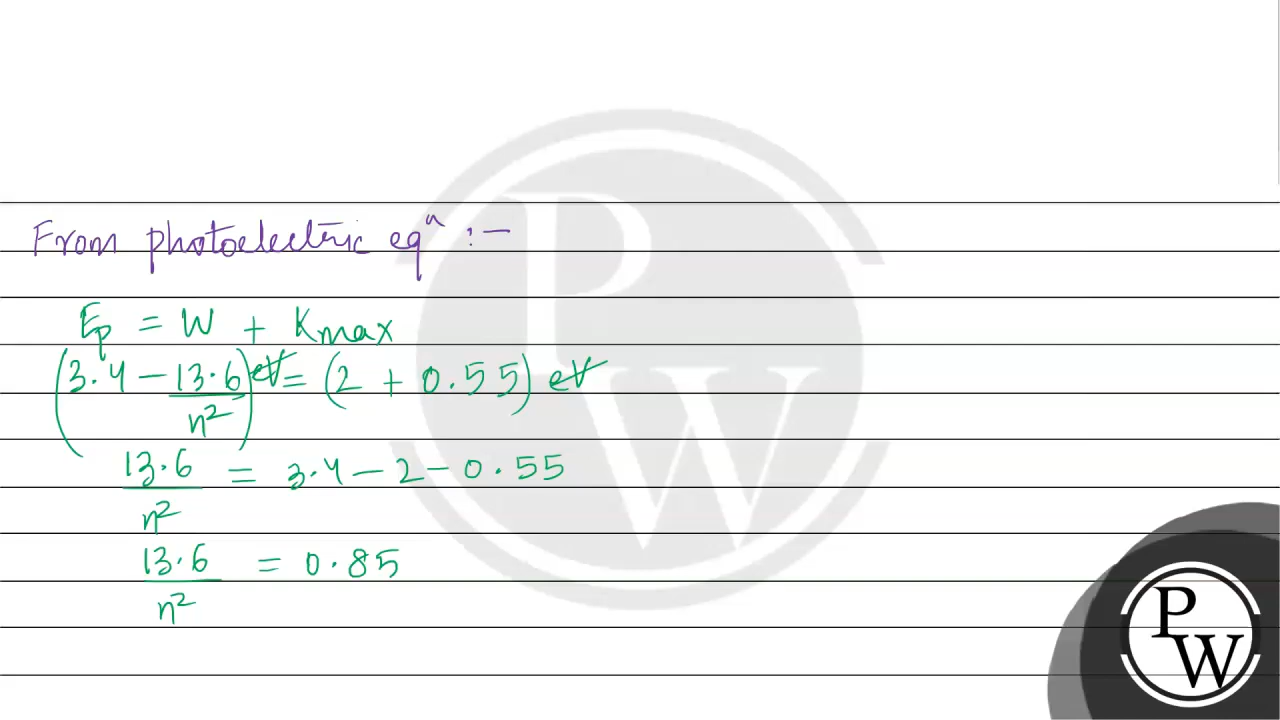 From photoelectric eqⁿ :-
Ep = W + Kmax
(3.4 - 13.6/n²) eV = (2 + 0.55) eV
13.6/n² = 3.4 - 2 - 0.55
13.6/n² = 0.85
P
W
P
W